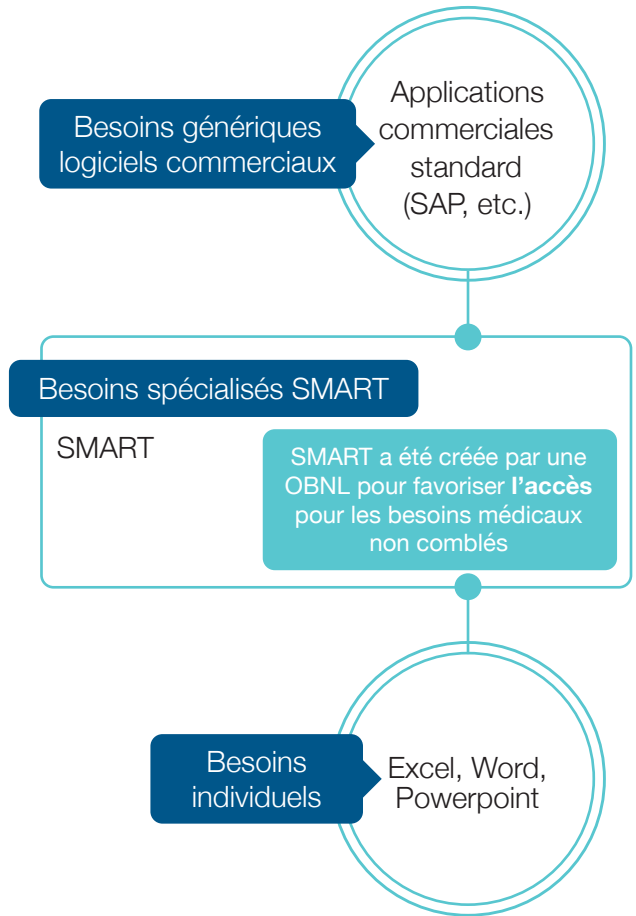 Besoins génériques
logiciels commerciaux
Applications
commerciales
standard
(SAP, etc.)
Besoins spécialisés SMART
SMART
SMART a été créée par une
OBNL pour favoriser l'accès
pour les besoins médicaux
non comblés
Besoins
individuels
Excel, Word,
Powerpoint